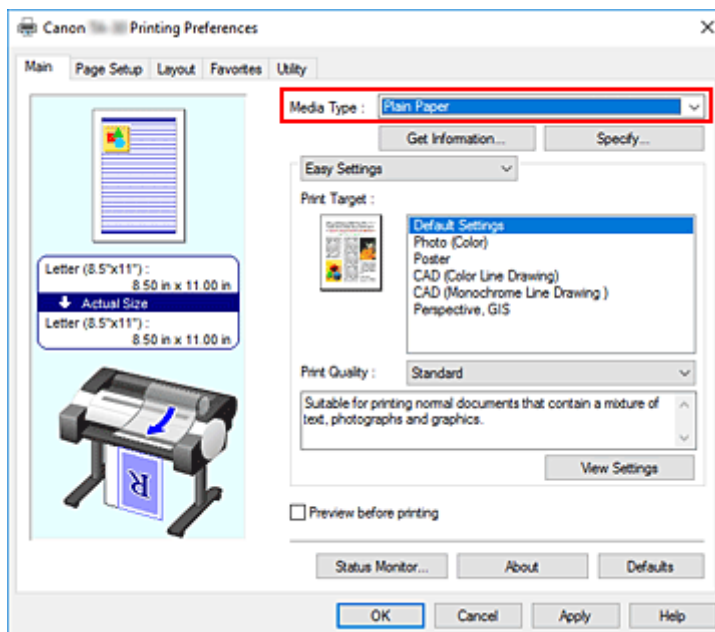 Canon Printing Preferences
Main Page Setup Layout Favorites Utility
Media Type : Plain Paper
Get Information... Specify...
Easy Settings
Print Target :
Default Settings
Photo (Color)
Poster
CAD (Color Line Drawing)
CAD (Monochrome Line Drawing )
Perspective, GIS
Letter (8.5"x11") :
8.50 in x 11.00 in
Actual Size
Letter (8.5"x11") :
8.50 in x 11.00 in
R
Print Quality : Standard
Suitable for printing normal documents that contain a mixture of
text, photographs and graphics.
View Settings
Preview before printing
Status Monitor... About Defaults
OK Cancel Apply Help